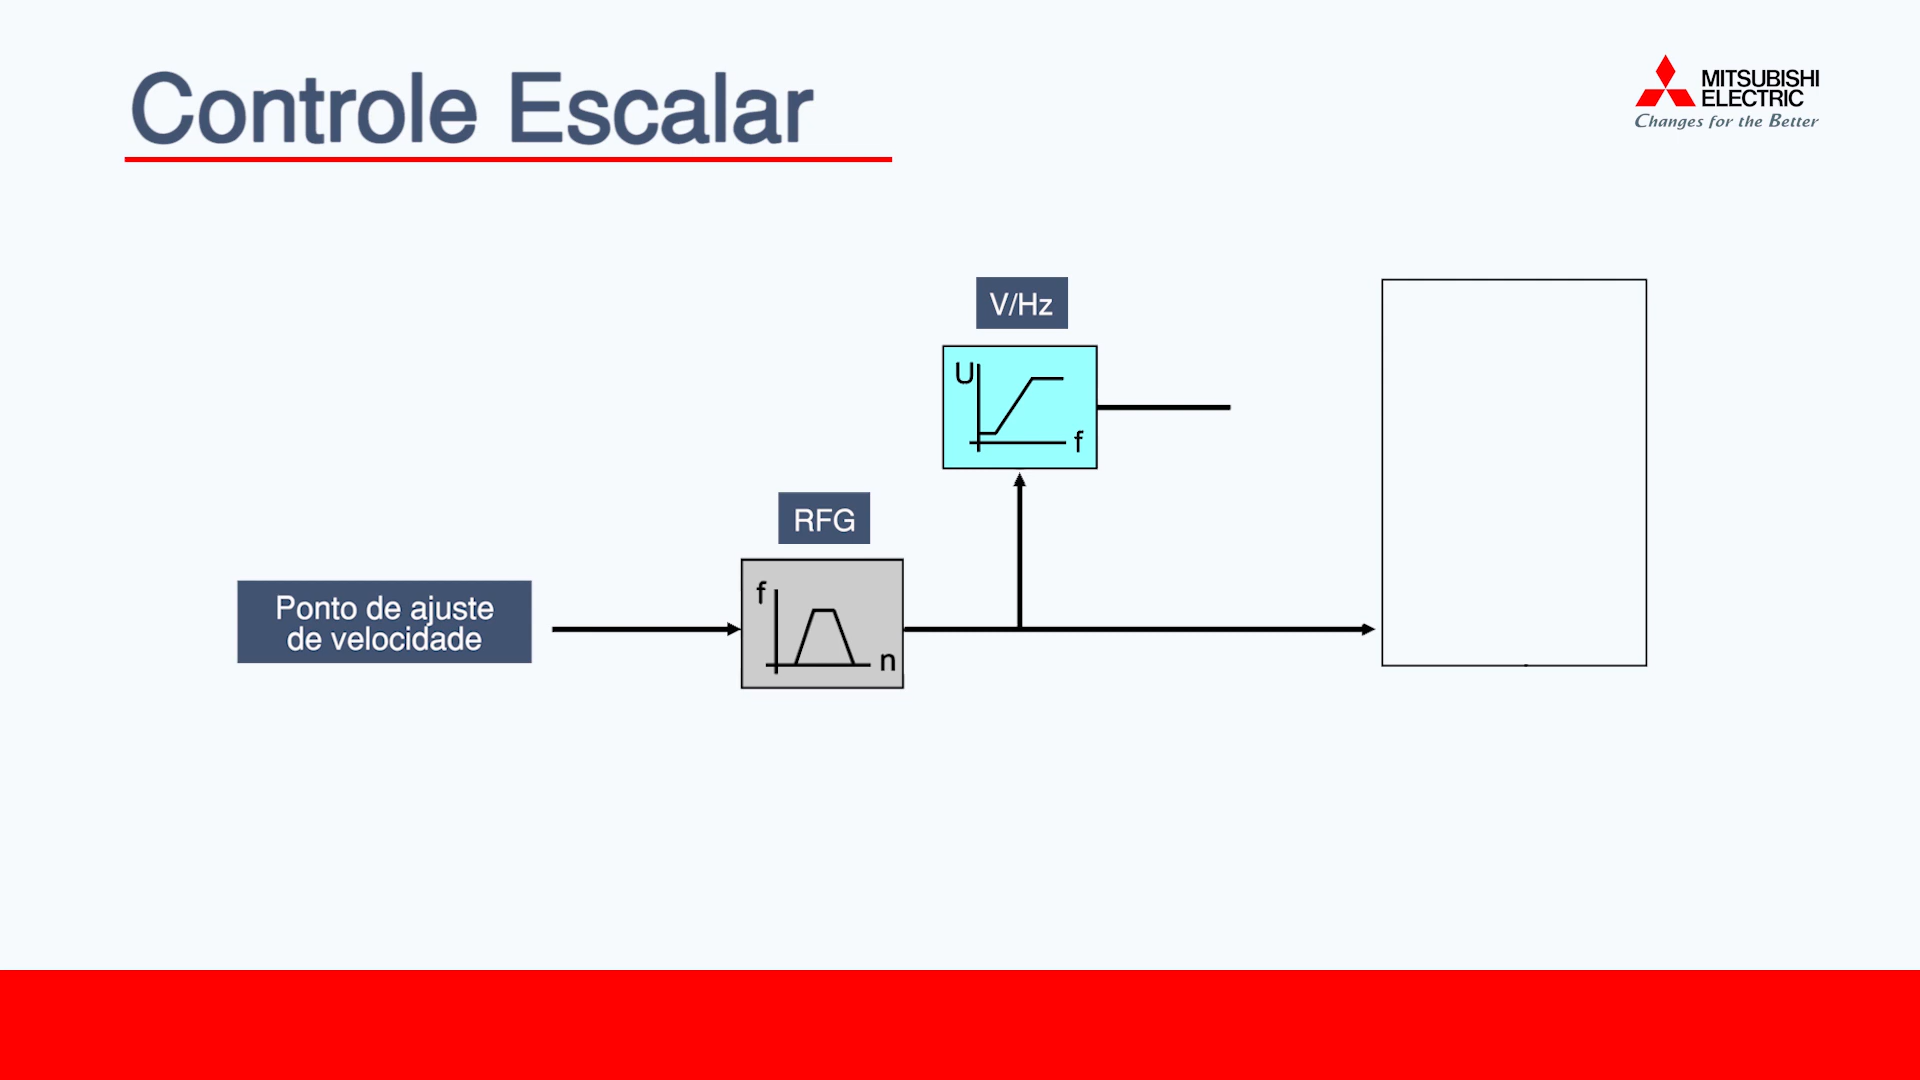 Controle Escalar
MITSUBISHI
ELECTRIC
Changes for the Better
V/Hz
U
f
RFG
f
n
Ponto de ajuste
de velocidade